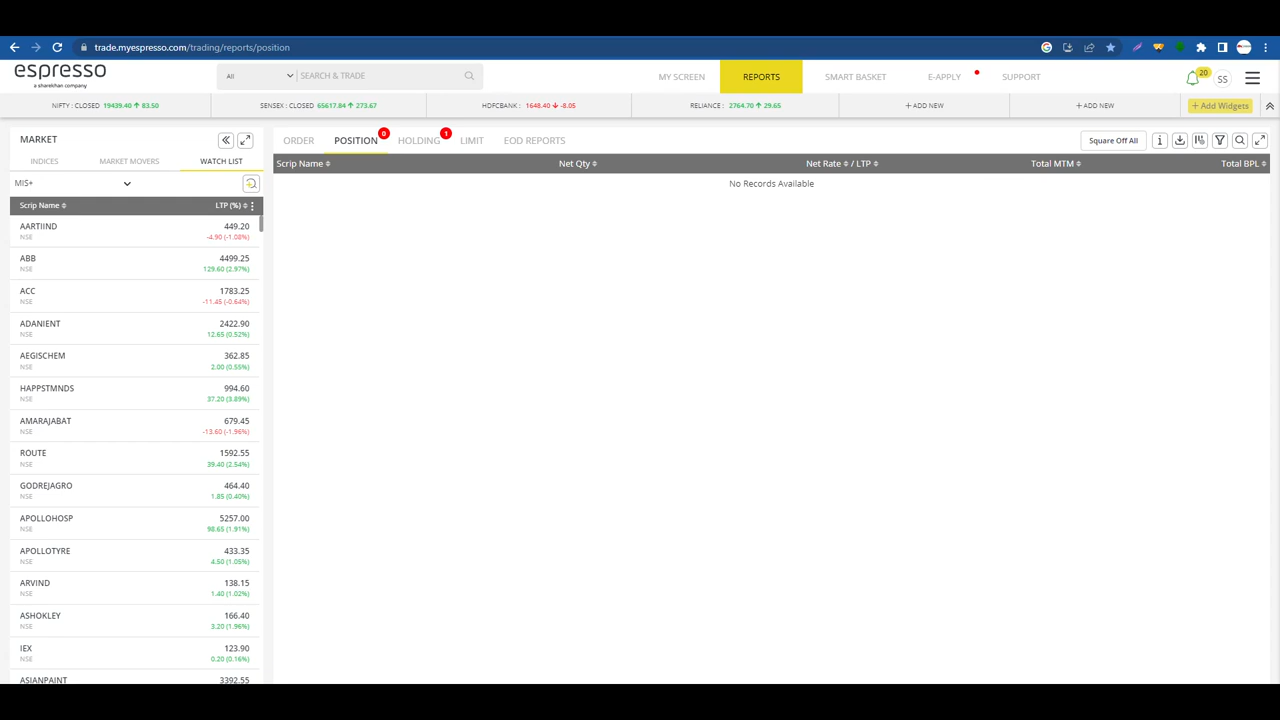 trade.myespresso.com/trading/reports/position
espresso
a sharekhan company
All
SEARCH & TRADE
MY SCREEN
REPORTS
SMART BASKET
E-APPLY
SUPPORT
20
SS
NIFTY : CLOSED 19439.40 83.50
SENSEX : CLOSED 65617.84 273.67
HDFCBANK : 1648.40 -8.05
RELIANCE : 2764.70 29.65
+ ADD NEW
+ ADD NEW
+ Add Widgets
MARKET
ORDER
POSITION 0
HOLDING 1
LIMIT
EOD REPORTS
Square Off All
INDICES
MARKET MOVERS
WATCH LIST
Scrip Name
Net Qty
Net Rate / LTP
Total MTM
Total BPL
MIS+
No Records Available
Scrip Name
LTP (%)
AARTIIND 449.20
NSE -4.90 (-1.08%)
ABB 4499.25
NSE 129.60 (2.97%)
ACC 1783.25
NSE -11.45 (-0.64%)
ADANIENT 2422.90
NSE 12.65 (0.52%)
AEGISCHEM 362.85
NSE 2.00 (0.55%)
HAPPSTMNDS 994.60
NSE 37.20 (3.89%)
AMARAJABAT 679.45
NSE -13.60 (-1.96%)
ROUTE 1592.55
NSE 39.40 (2.54%)
GODREJAGRO 464.40
NSE 1.85 (0.40%)
APOLLOHOSP 5257.00
NSE 98.65 (1.91%)
APOLLOTYRE 433.35
NSE 4.50 (1.05%)
ARVIND 138.15
NSE 1.40 (1.02%)
ASHOKLEY 166.40
NSE 3.20 (1.96%)
IEX 123.90
NSE 0.20 (0.16%)
ASIANPAINT 3392.55